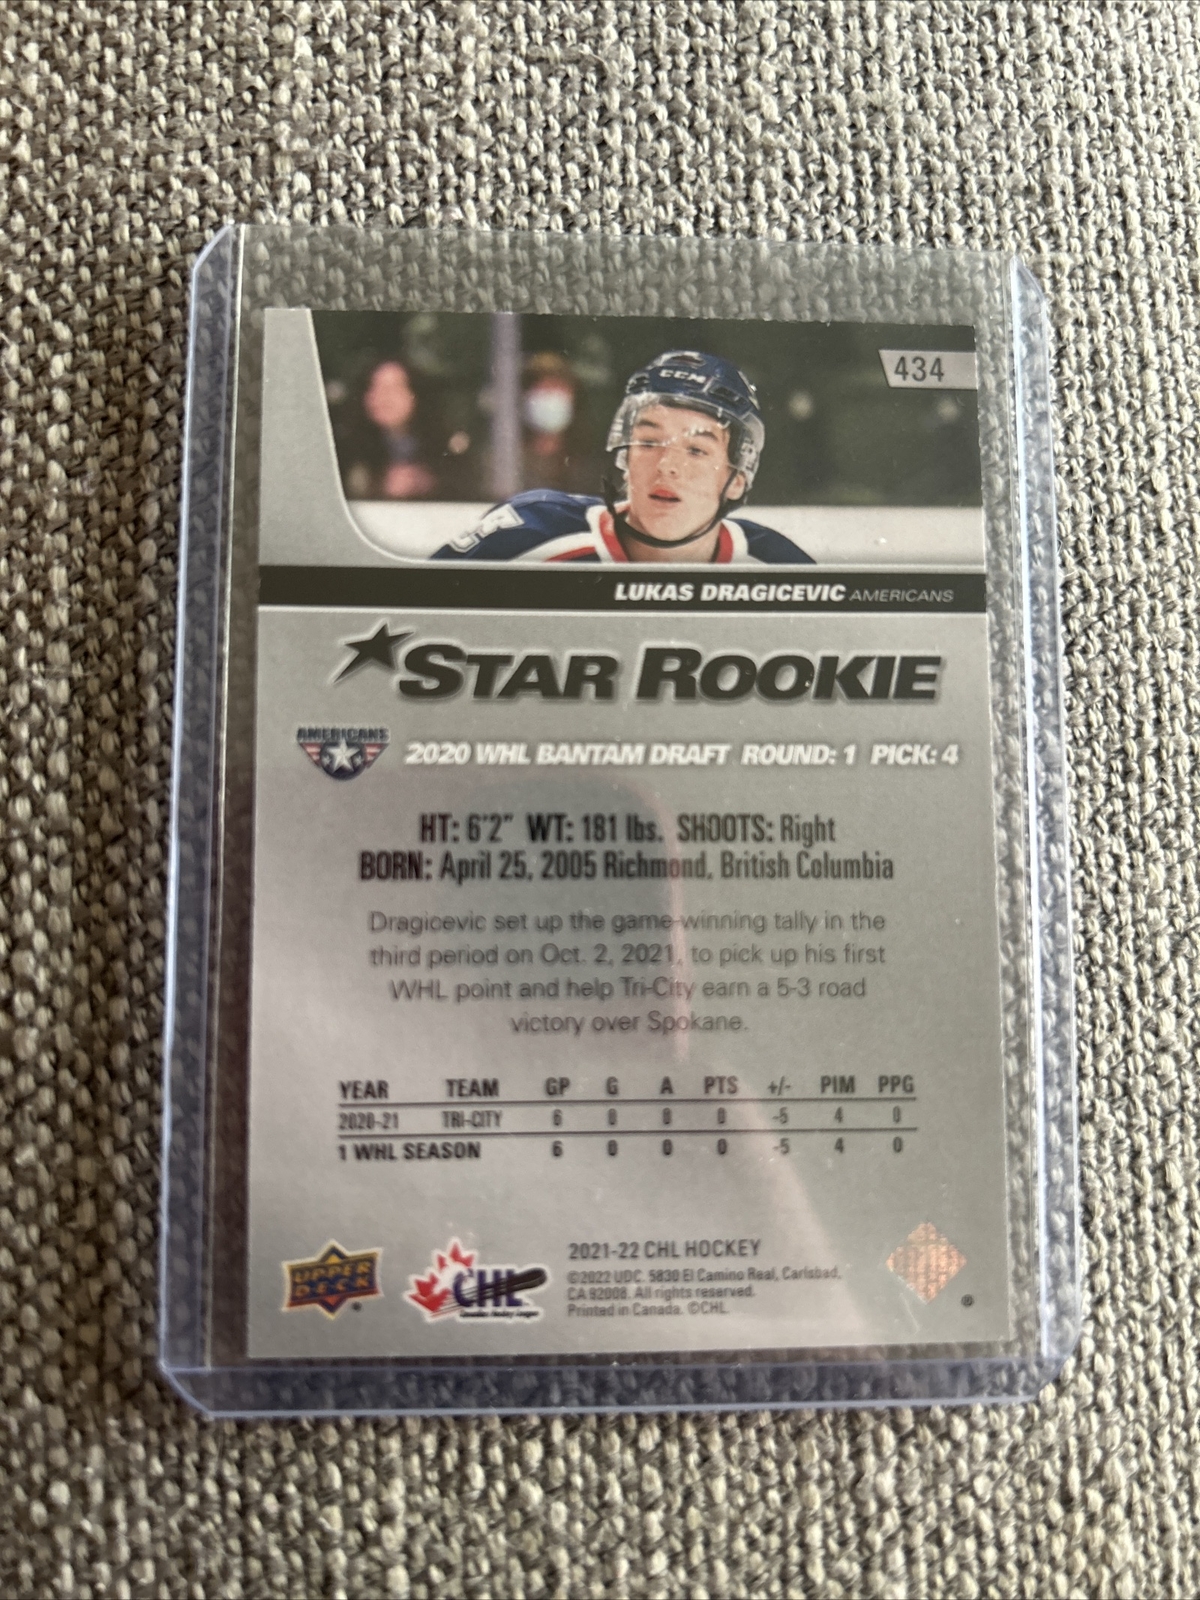 434
CCM
LUKAS DRAGICEVIC AMERICANS
STAR ROOKIE
AMERICANS
2020 WHL BANTAM DRAFT ROUND: 1 PICK: 4
HT: 6'2" WT: 181 lbs. SHOOTS: Right
BORN: April 25, 2005 Richmond, British Columbia
Dragicevic set up the game-winning tally in the
third period on Oct. 2, 2021, to pick up his first
WHL point and help Tri-City earn a 5-3 road
victory over Spokane.
YEAR TEAM GP G A PTS +/- PIM PPG
2020-21 TRI-CITY 6 0 0 0 -5 4 0
1 WHL SEASON 6 0 0 0 -5 4 0
UPPER DECK
CHL
Canadian Hockey League
2021-22 CHL HOCKEY
©2022 UDC. 5830 El Camino Real, Carlsbad,
CA 92008. All rights reserved.
Printed in Canada. ©CHL.